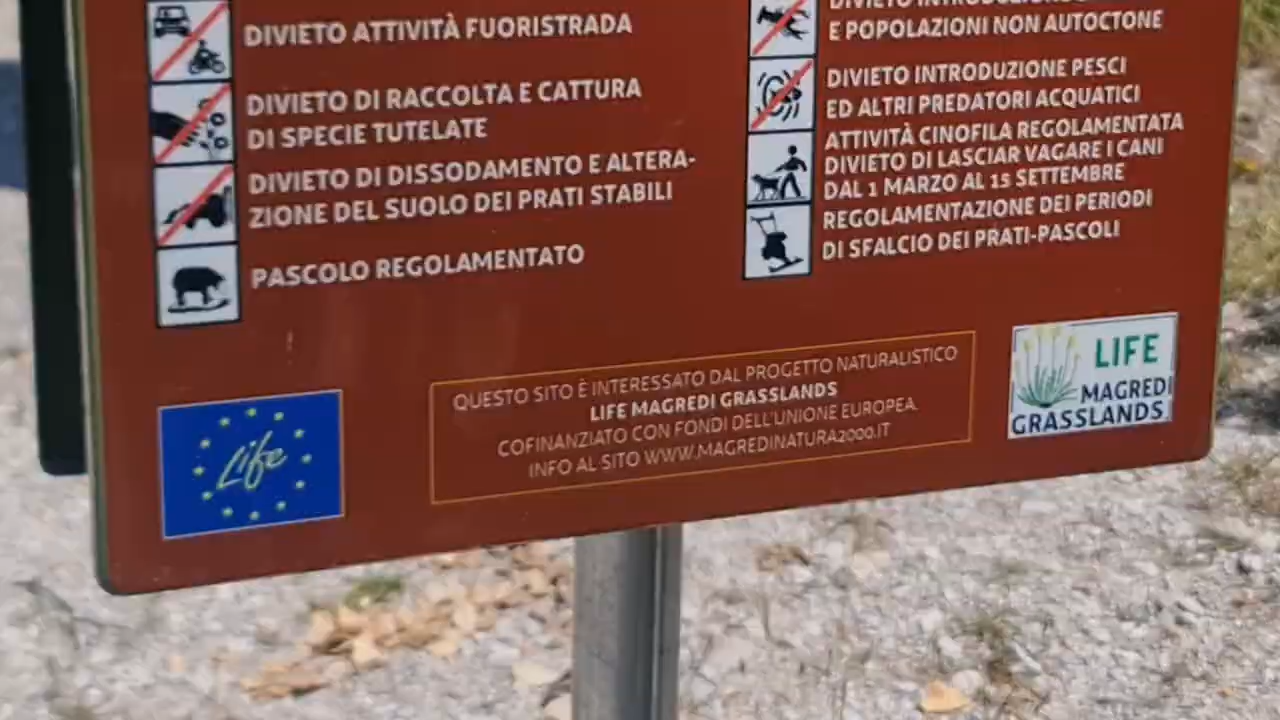 DIVIETO ATTIVITÀ FUORISTRADA
DIVIETO DI RACCOLTA E CATTURA
DI SPECIE TUTELATE
DIVIETO DI DISSODAMENTO E ALTERA-
ZIONE DEL SUOLO DEI PRATI STABILI
PASCOLO REGOLAMENTATO
DIVIETO
E POPOLAZIONI NON AUTOCTONE
DIVIETO INTRODUZIONE PESCI
ED ALTRI PREDATORI ACQUATICI
ATTIVITÀ CINOFILA REGOLAMENTATA
DIVIETO DI LASCIAR VAGARE I CANI
DAL 1 MARZO AL 15 SETTEMBRE
REGOLAMENTAZIONE DEI PERIODI
DI SFALCIO DEI PRATI-PASCOLI
Life
QUESTO SITO È INTERESSATO DAL PROGETTO NATURALISTICO
LIFE MAGREDI GRASSLANDS
COFINANZIATO CON FONDI DELL'UNIONE EUROPEA.
INFO AL SITO WWW.MAGREDINATURA2000.IT
LIFE
MAGREDI
GRASSLANDS